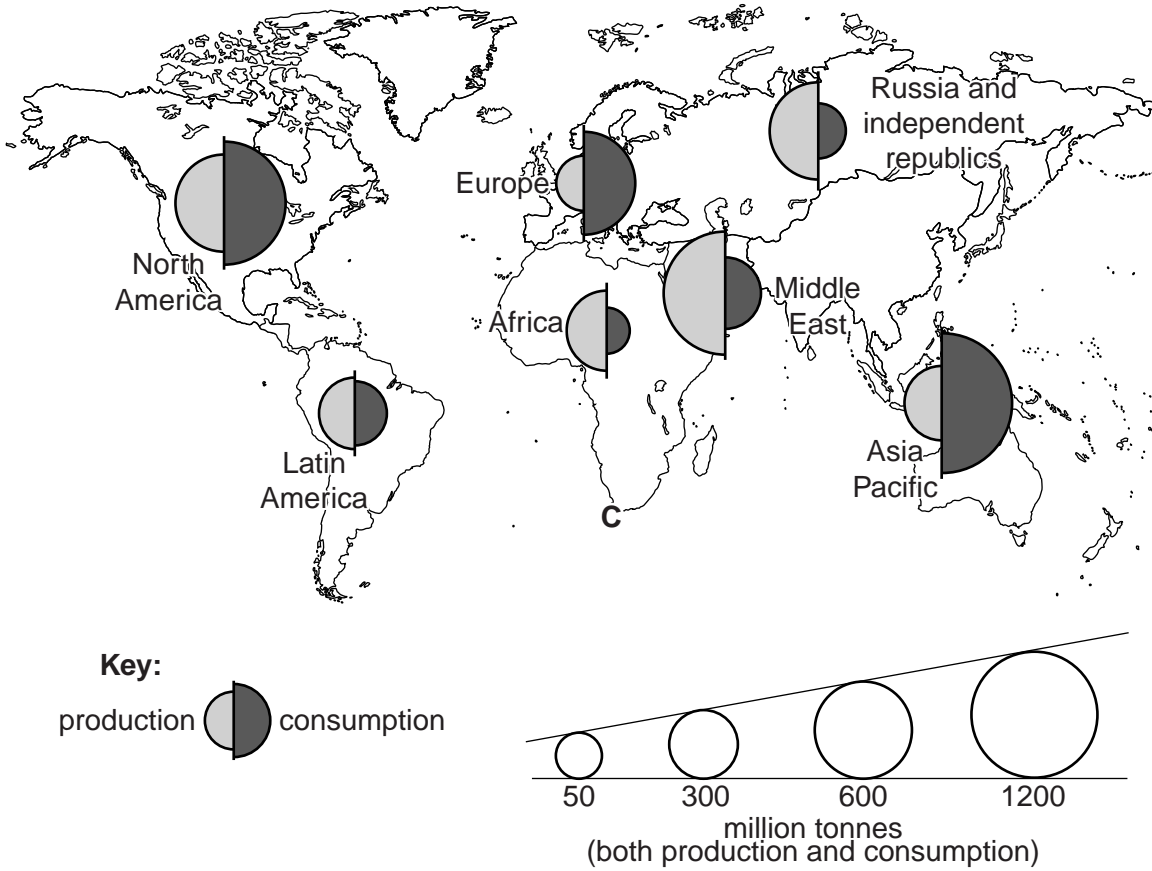 Russia and
independent
republics
Europe
North
America
Africa
Middle
East
Latin
America
Asia
Pacific
C
Key:
production
consumption
50
300
600
1200
million tonnes
(both production and consumption)